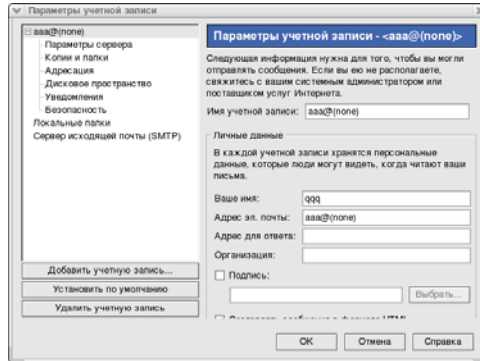 Параметры учетной записи
aaa@(none)
Параметры сервера
Копии и папки
Адресация
Дисковое пространство
Уведомления
Безопасность
Локальные папки
Сервер исходящей почты (SMTP)
Добавить учетную запись...
Установить по умолчанию
Удалить учетную запись
Параметры учетной записи - <aaa@(none)>
Следующая информация нужна для того, чтобы вы могли
отправлять сообщения. Если вы ею не располагаете,
свяжитесь с вашим системным администратором или
поставщиком услуг Интернета.
Имя учетной записи: aaa@(none)
Личные данные
В каждой учетной записи хранятся персональные
данные, которые люди могут видеть, когда читают ваши
письма.
Ваше имя: qqq
Адрес эл. почты: aaa@(none)
Адрес для ответа:
Организация:
Подпись:
Выбрать...
OK Отмена Справка